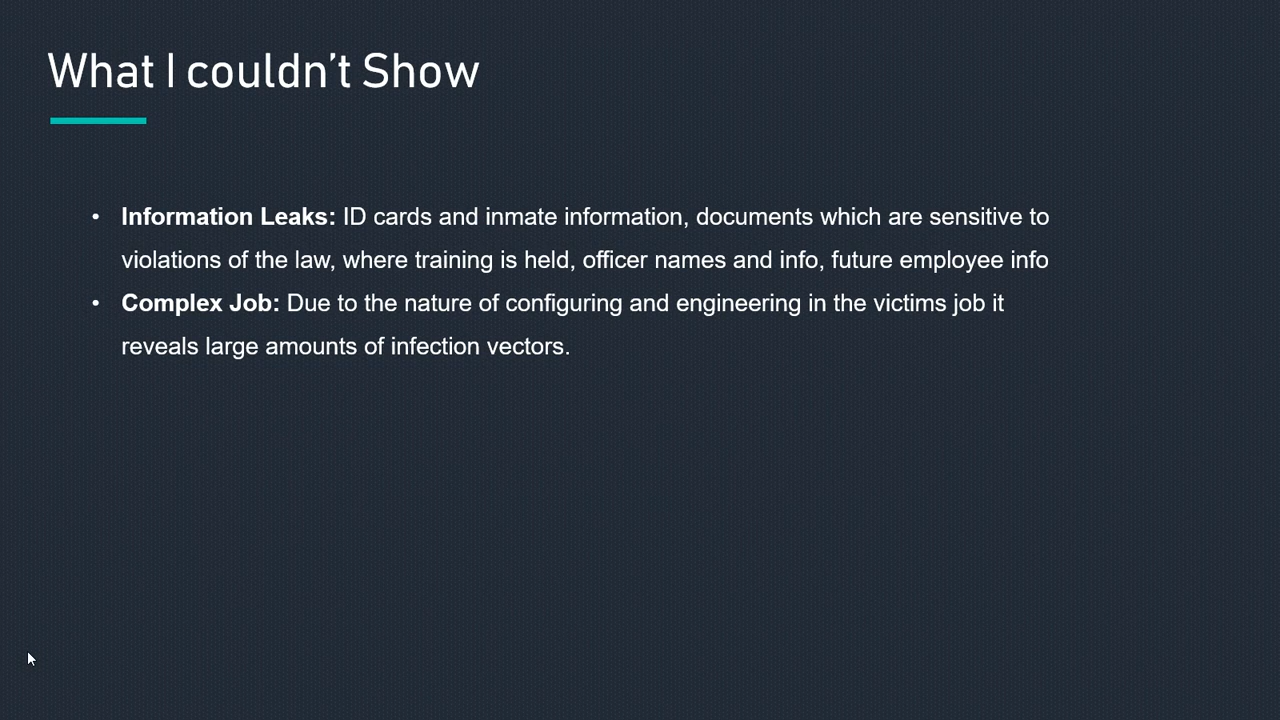 What I couldn’t Show
• Information Leaks: ID cards and inmate information, documents which are sensitive to
violations of the law, where training is held, officer names and info, future employee info
• Complex Job: Due to the nature of configuring and engineering in the victims job it
reveals large amounts of infection vectors.